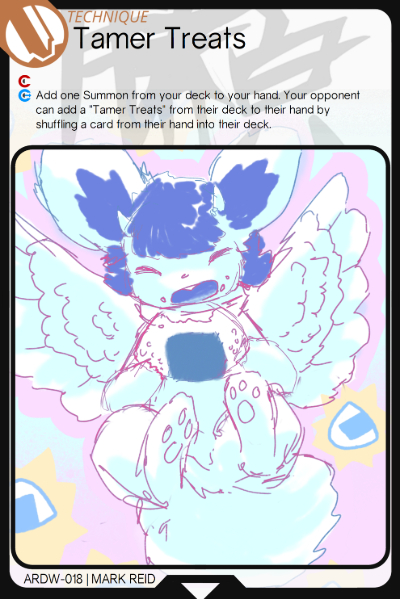 TECHNIQUE
Tamer Treats
C
C Add one Summon from your deck to your hand. Your opponent
can add a "Tamer Treats" from their deck to their hand by
shuffling a card from their hand into their deck.
ARDW-018 | MARK REID